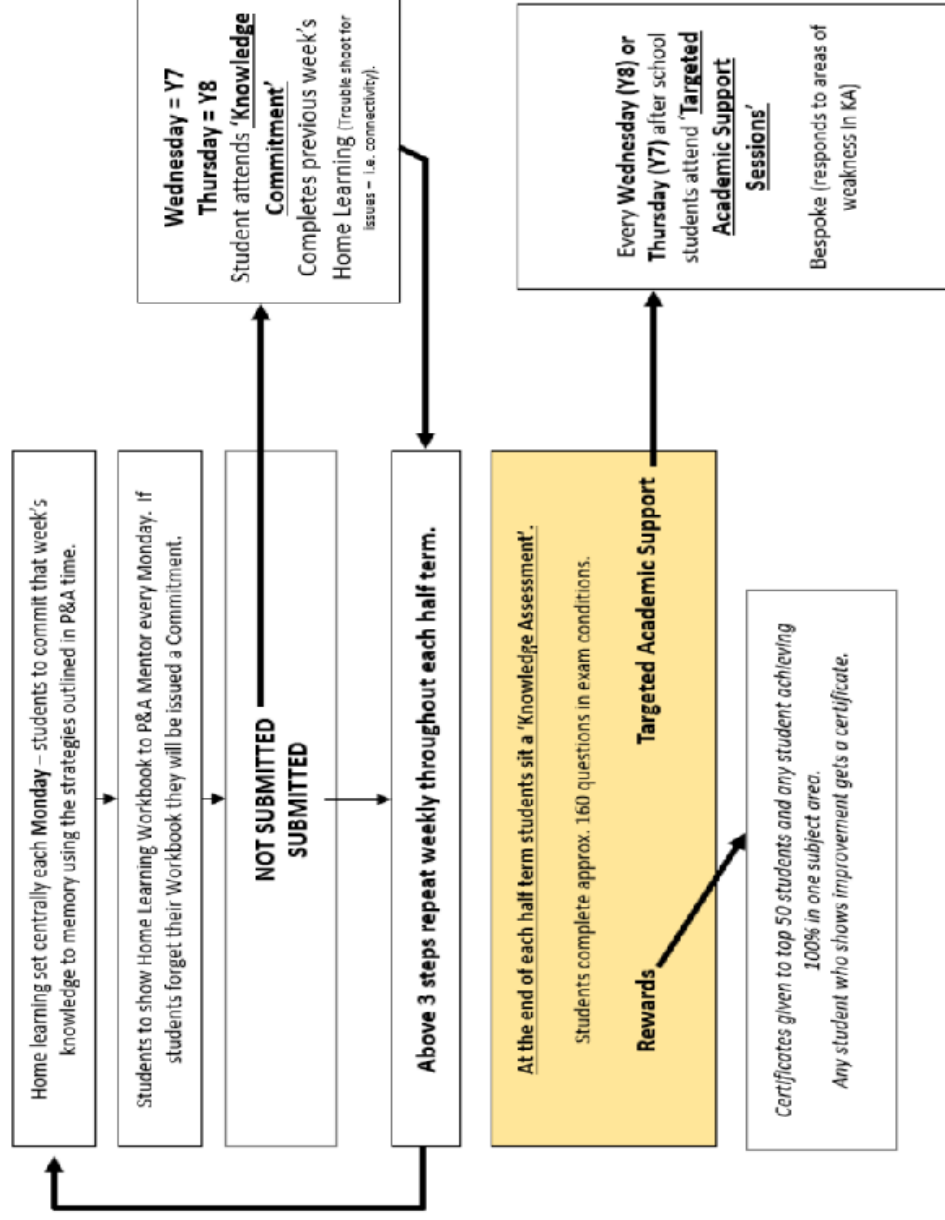 Home learning set centrally each Monday – students to commit that week's
knowledge to memory using the strategies outlined in P&A time.
Students to show Home Learning Workbook to P&A Mentor every Monday. If
students forget their Workbook they will be issued a Commitment.
NOT SUBMITTED
SUBMITTED
Wednesday = Y7
Thursday = Y8
Student attends 'Knowledge
Commitment'
Completes previous week's
Home Learning (Trouble shoot for
issues – i.e. connectivity).
Above 3 steps repeat weekly throughout each half term.
At the end of each half term students sit a 'Knowledge Assessment'.
Students complete approx. 160 questions in exam conditions.
Rewards
Targeted Academic Support
Every Wednesday (Y8) or
Thursday (Y7) after school
students attend 'Targeted
Academic Support
Sessions'
Bespoke (responds to areas of
weakness in KA)
Certificates given to top 50 students and any student achieving
100% in one subject area.
Any student who shows improvement gets a certificate.